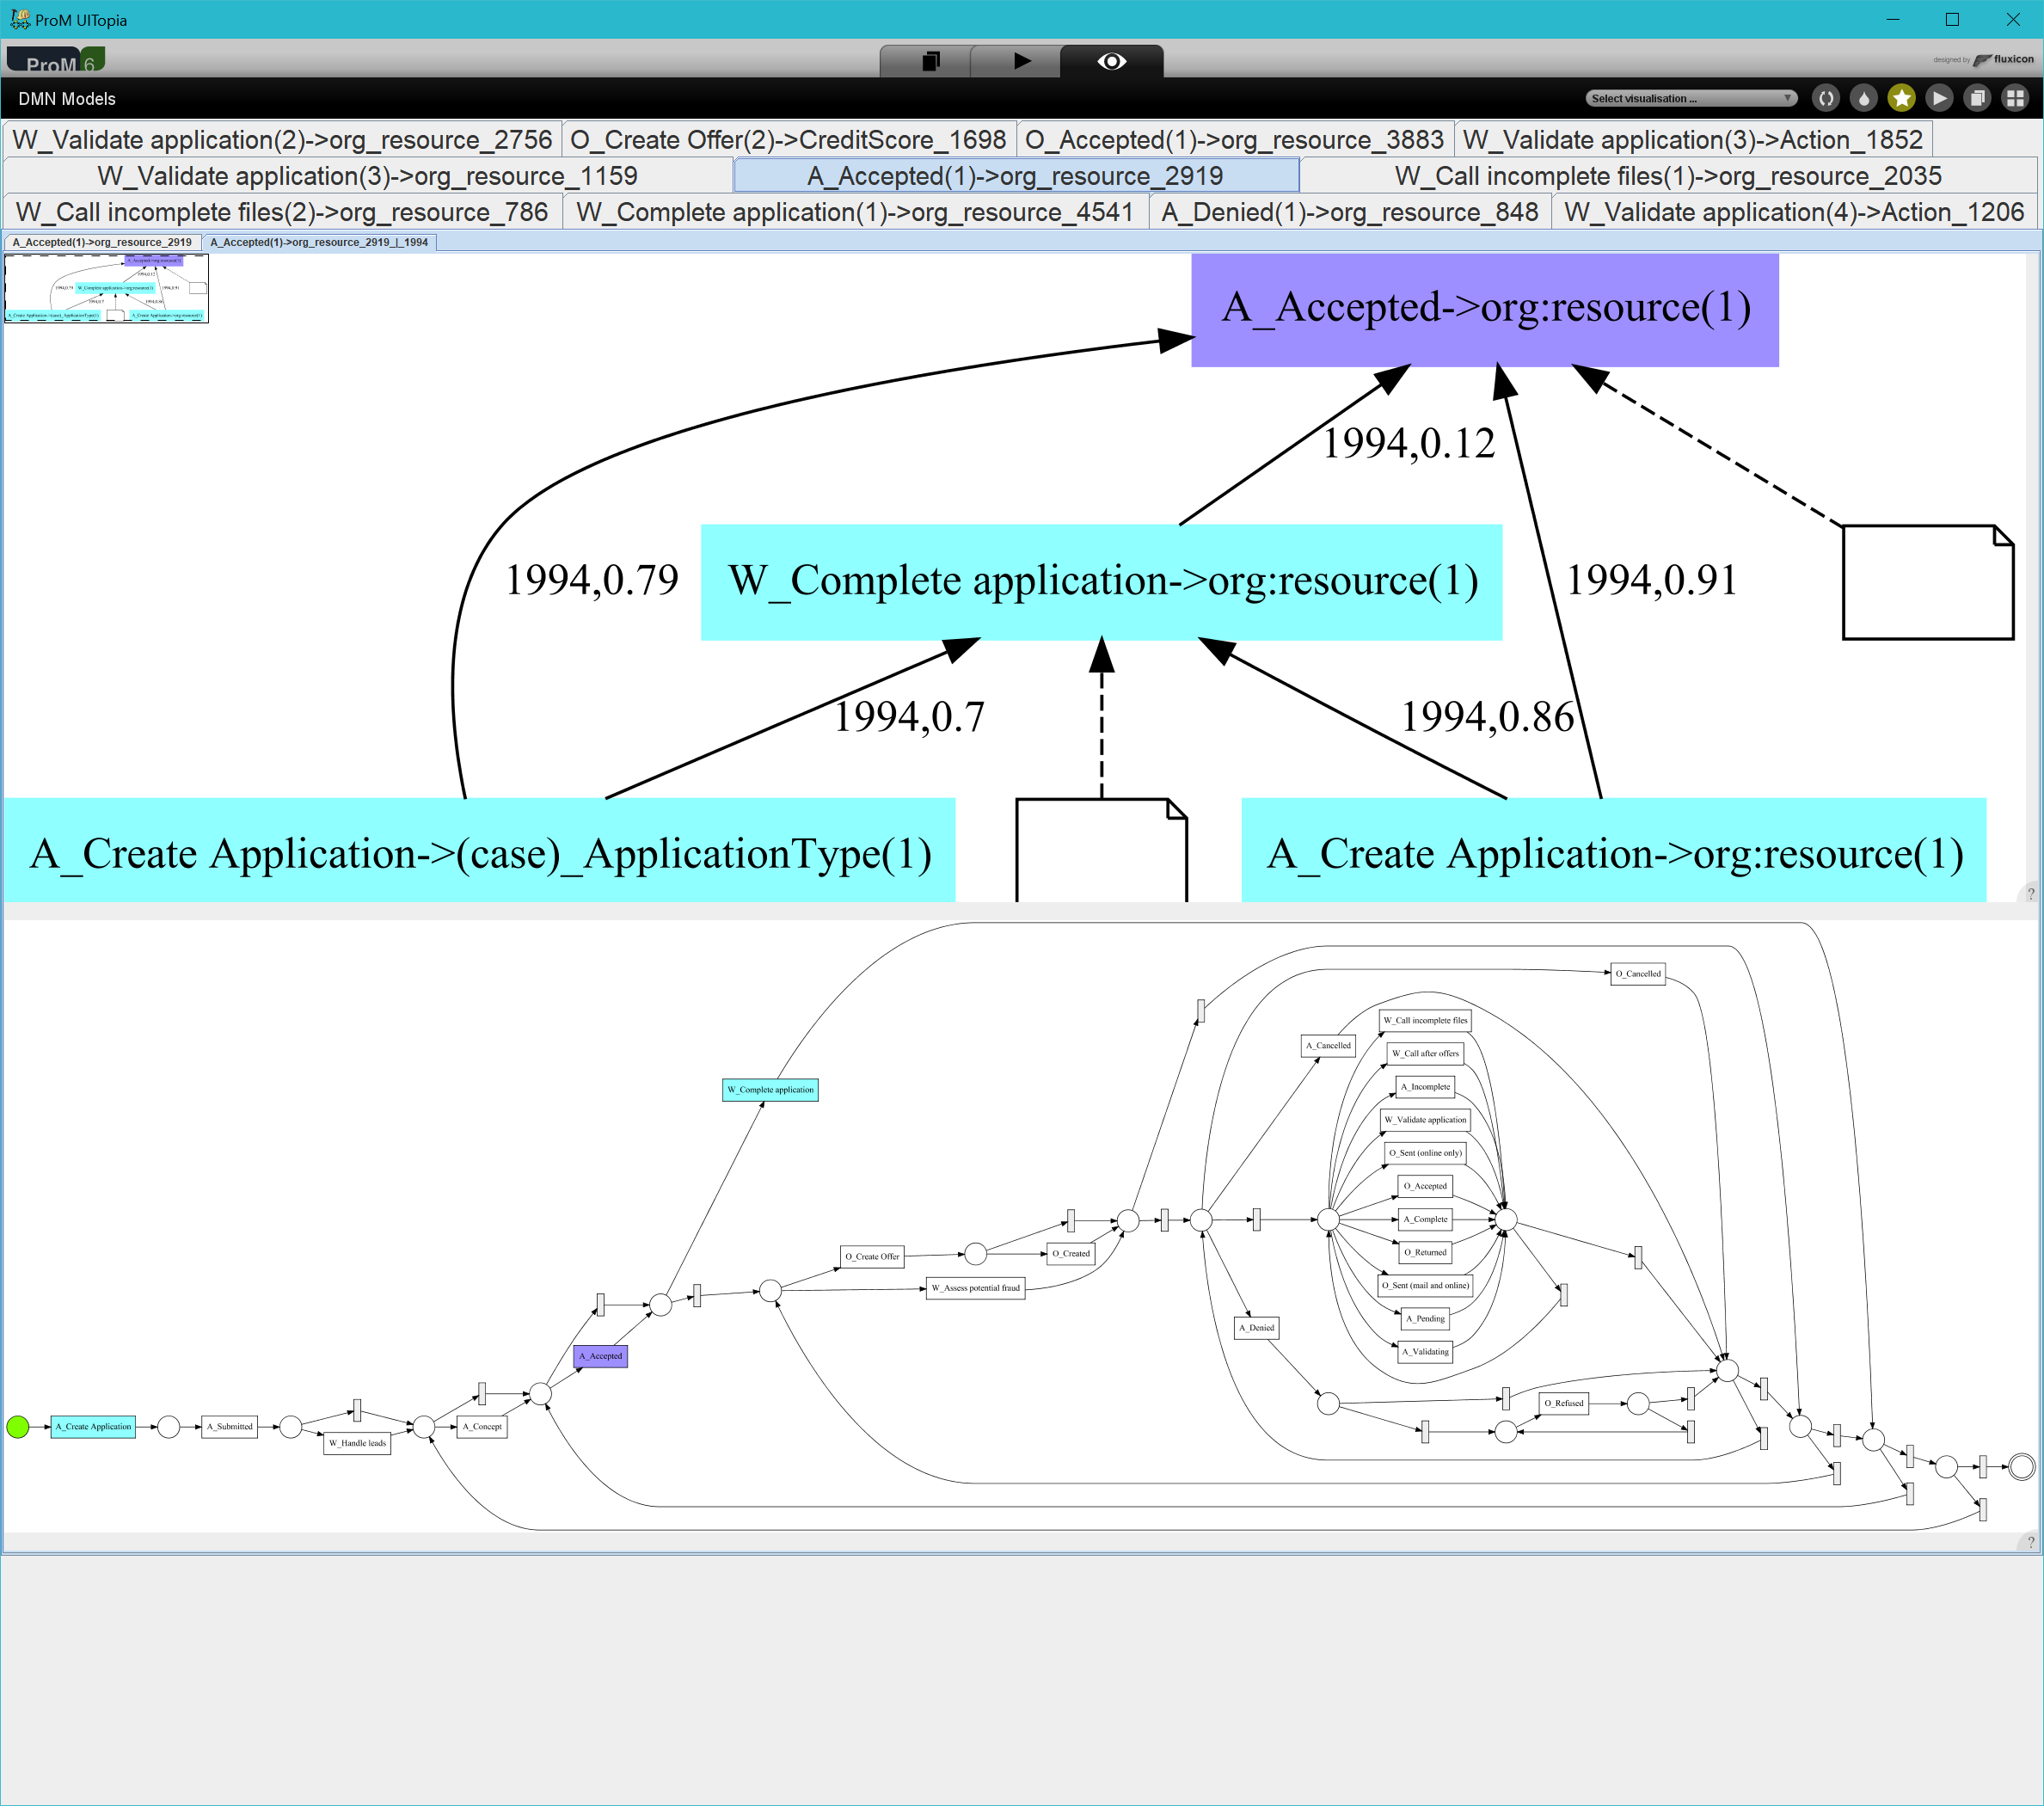 ProM UITopia
ProM 6
designed by fluxicon
DMN Models
Select visualisation ...
W_Validate application(2)->org_resource_2756
O_Create Offer(2)->CreditScore_1698
O_Accepted(1)->org_resource_3883
W_Validate application(3)->Action_1852
W_Validate application(3)->org_resource_1159
A_Accepted(1)->org_resource_2919
W_Call incomplete files(1)->org_resource_2035
W_Call incomplete files(2)->org_resource_786
W_Complete application(1)->org_resource_4541
A_Denied(1)->org_resource_848
W_Validate application(4)->Action_1206
A_Accepted(1)->org_resource_2919
A_Accepted(1)->org_resource_2919_|_1994
A_Accepted->org:resource(1)
1994,0.12
1994,0.79
W_Complete application->org:resource(1)
1994,0.91
1994,0.7
1994,0.86
A_Create Application->(case)_ApplicationType(1)
A_Create Application->org:resource(1)
?
O_Cancelled
W_Call incomplete files
A_Cancelled
W_Call after offers
A_Incomplete
W_Complete application
W_Validate application
O_Sent (online only)
O_Accepted
A_Complete
O_Create Offer
O_Created
O_Returned
W_Assess potential fraud
O_Sent (mail and online)
A_Pending
A_Denied
A_Validating
A_Accepted
O_Refused
A_Create Application
A_Submitted
A_Concept
W_Handle leads
?